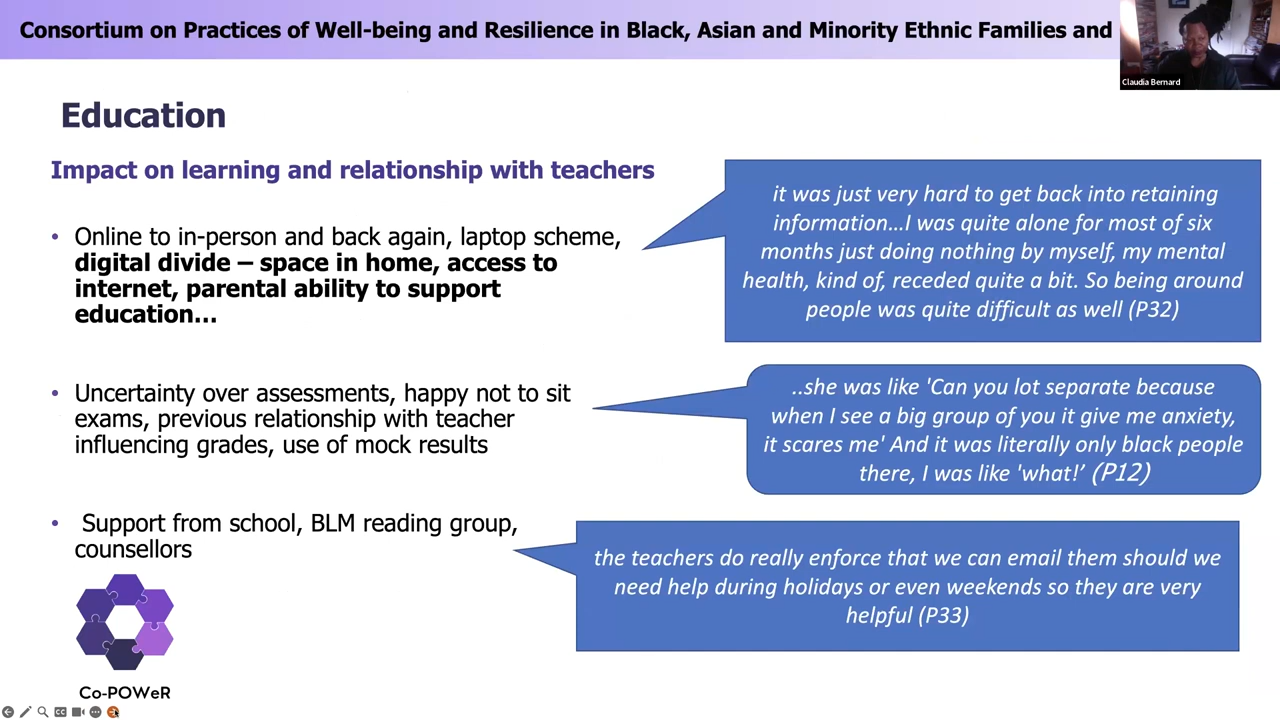 Consortium on Practices of Well-being and Resilience in Black, Asian and Minority Ethnic Families and
Claudia Bernard
Education
Impact on learning and relationship with teachers
• Online to in-person and back again, laptop scheme,
digital divide – space in home, access to
internet, parental ability to support
education…
it was just very hard to get back into retaining
information…I was quite alone for most of six
months just doing nothing by myself, my mental
health, kind of, receded quite a bit. So being around
people was quite difficult as well (P32)
• Uncertainty over assessments, happy not to sit
exams, previous relationship with teacher
influencing grades, use of mock results
..she was like 'Can you lot separate because
when I see a big group of you it give me anxiety,
it scares me' And it was literally only black people
there, I was like 'what!’ (P12)
• Support from school, BLM reading group,
counsellors
the teachers do really enforce that we can email them should we
need help during holidays or even weekends so they are very
helpful (P33)
Co-POWeR
CC